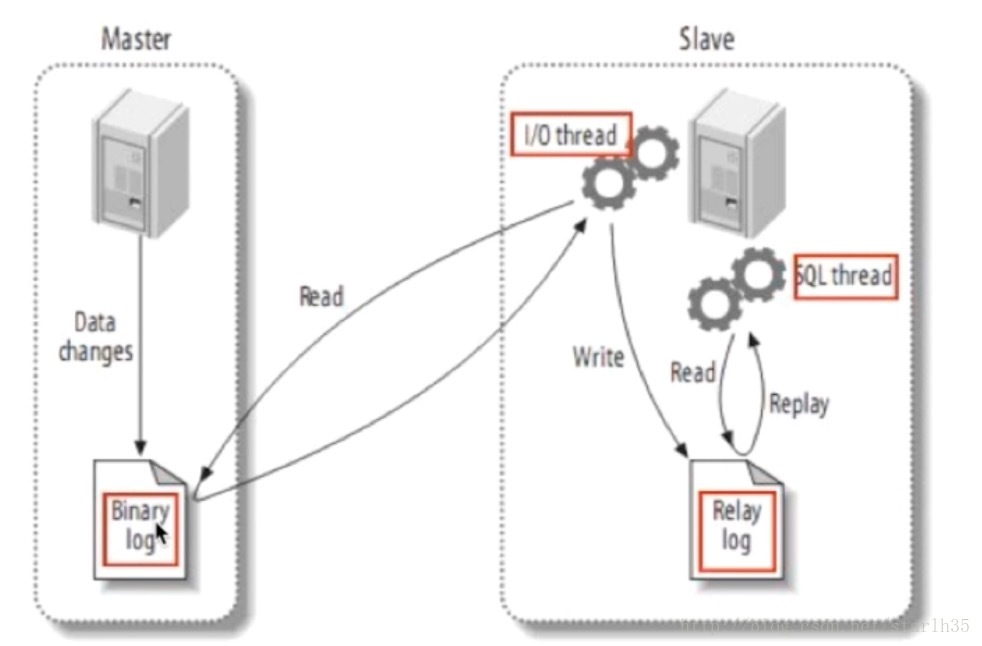 Master
Slave
I/O thread
SQL thread
Read
Data
changes
Write
Read
Replay
Binary
log
Relay
log